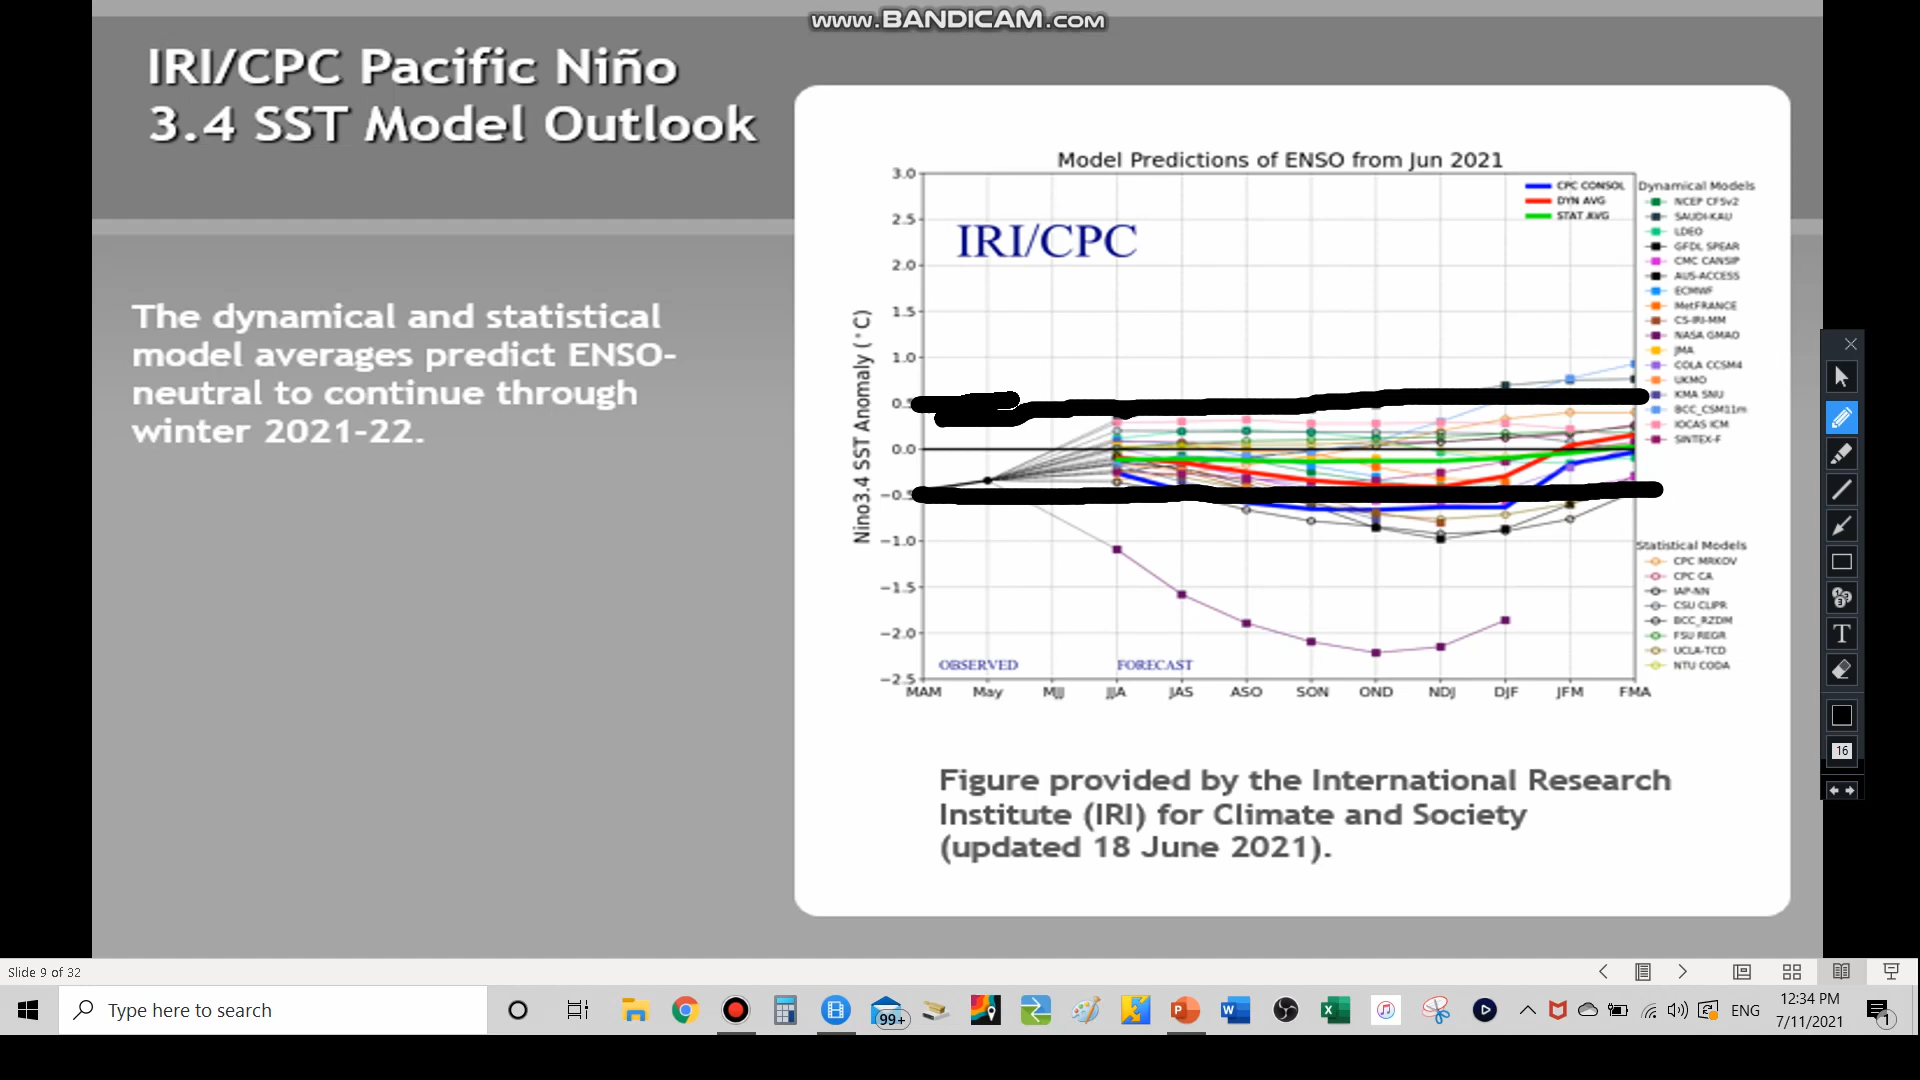 www.BANDICAM.com
IRI/CPC Pacific Niño
3.4 SST Model Outlook
The dynamical and statistical
model averages predict ENSO-
neutral to continue through
winter 2021-22.
Model Predictions of ENSO from Jun 2021
IRI/CPC
CPC CONSOL
DYN AVG
STAT AVG
Dynamical Models
NCEP CFSv2
SAUDI-KAU
LDEO
GFDL SPEAR
CMC CANSIP
AUS-ACCESS
ECMWF
MetFRANCE
CS-IRI-MM
NASA GMAO
JMA
COLA CCSM4
UKMO
KMA SNU
BCC_CSM11m
IOCAS ICM
SINTEX-F
Statistical Models
CPC MRKOV
CPC CA
IAP-NN
CSU CLIPR
BCC_RZDM
FSU REGR
UCLA-TCD
NTU CODA
Nino3.4 SST Anomaly (°C)
3.0
2.5
2.0
1.5
1.0
0.5
0.0
−0.5
−1.0
−1.5
−2.0
−2.5
OBSERVED
FORECAST
MAM May MJJ JJA JAS ASO SON OND NDJ DJF JFM FMA
Figure provided by the International Research
Institute (IRI) for Climate and Society
(updated 18 June 2021).
T
16
Slide 9 of 32
Type here to search
99+
ENG
12:34 PM
7/11/2021
1